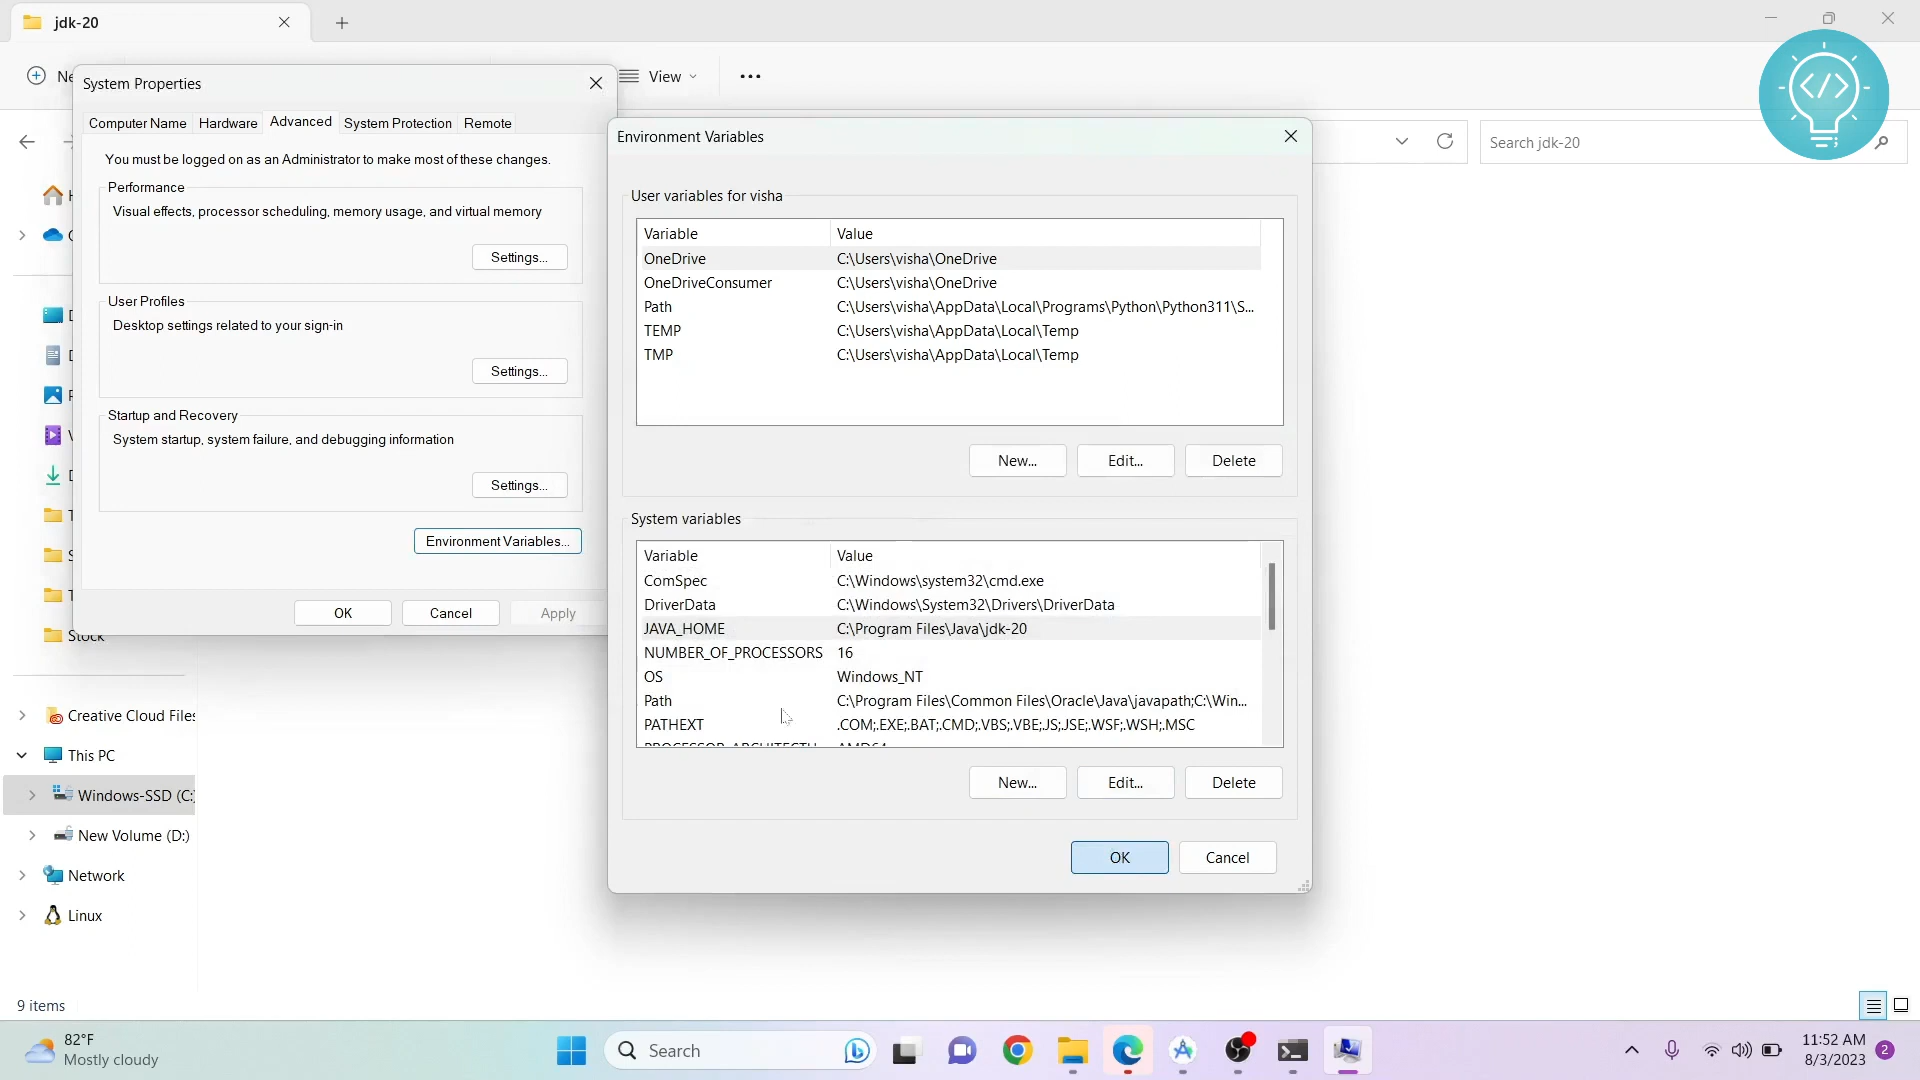 jdk-20
System Properties
View
Computer Name Hardware Advanced System Protection Remote
Search jdk-20
You must be logged on as an Administrator to make most of these changes.
Performance
Visual effects, processor scheduling, memory usage, and virtual memory
Settings...
User Profiles
Desktop settings related to your sign-in
Settings...
Startup and Recovery
System startup, system failure, and debugging information
Settings...
Environment Variables...
OK Cancel Apply
Environment Variables
User variables for visha
Variable Value
OneDrive C:\Users\visha\OneDrive
OneDriveConsumer C:\Users\visha\OneDrive
Path C:\Users\visha\AppData\Local\Programs\Python\Python311\S...
TEMP C:\Users\visha\AppData\Local\Temp
TMP C:\Users\visha\AppData\Local\Temp
New... Edit... Delete
System variables
Variable Value
ComSpec C:\Windows\system32\cmd.exe
DriverData C:\Windows\System32\Drivers\DriverData
JAVA_HOME C:\Program Files\Java\jdk-20
NUMBER_OF_PROCESSORS 16
OS Windows_NT
Path C:\Program Files\Common Files\Oracle\Java\javapath;C:\Win...
PATHEXT .COM;.EXE;.BAT;.CMD;.VBS;.VBE;.JS;.JSE;.WSF;.WSH;.MSC
New... Edit... Delete
OK Cancel
Stock
Creative Cloud Files
This PC
Windows-SSD (C:)
New Volume (D:)
Network
Linux
9 items
82°F
Mostly cloudy
Search
11:52 AM
8/3/2023
2